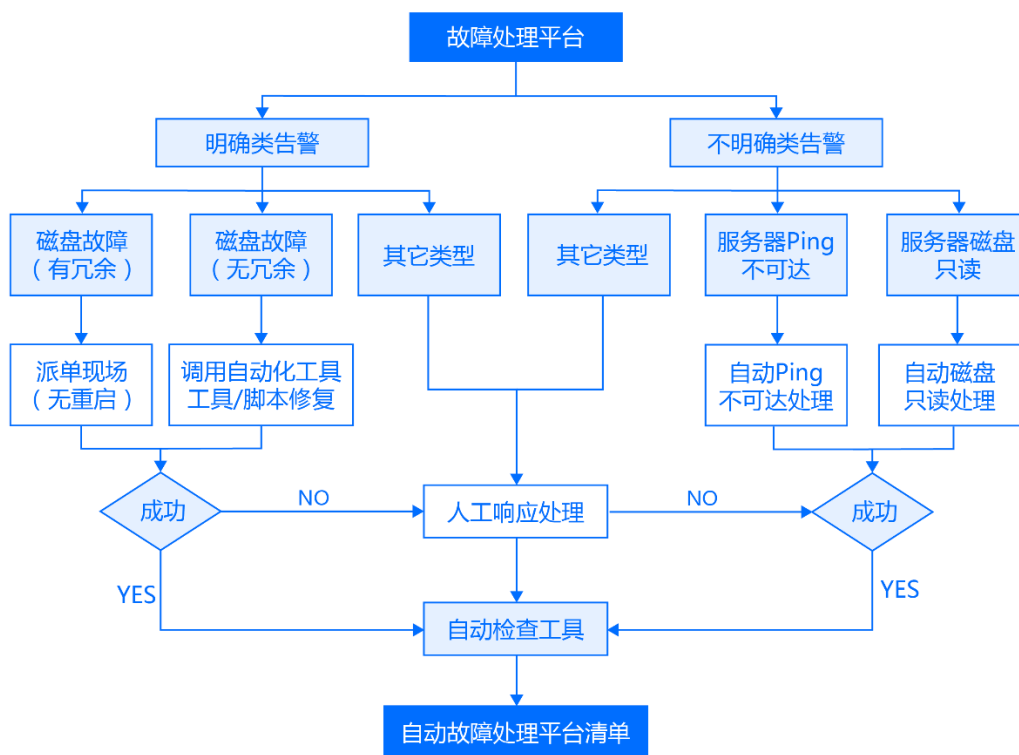 故障处理平台
明确类告警
不明确类告警
磁盘故障
（有冗余）
磁盘故障
（无冗余）
其它类型
其它类型
服务器Ping
不可达
服务器磁盘
只读
派单现场
（无重启）
调用自动化工具
工具/脚本修复
自动Ping
不可达处理
自动磁盘
只读处理
成功
NO
人工响应处理
NO
成功
YES
YES
自动检查工具
自动故障处理平台清单